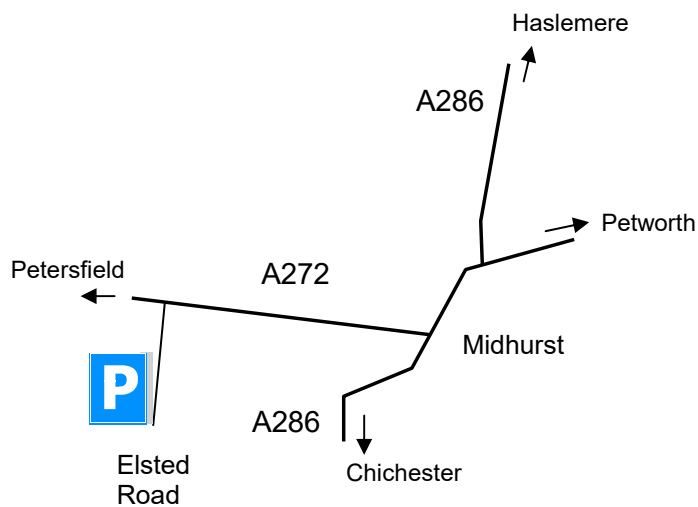 Haslemere
A286
Petworth
Petersfield
A272
Midhurst
P
A286
Elsted
Road
Chichester